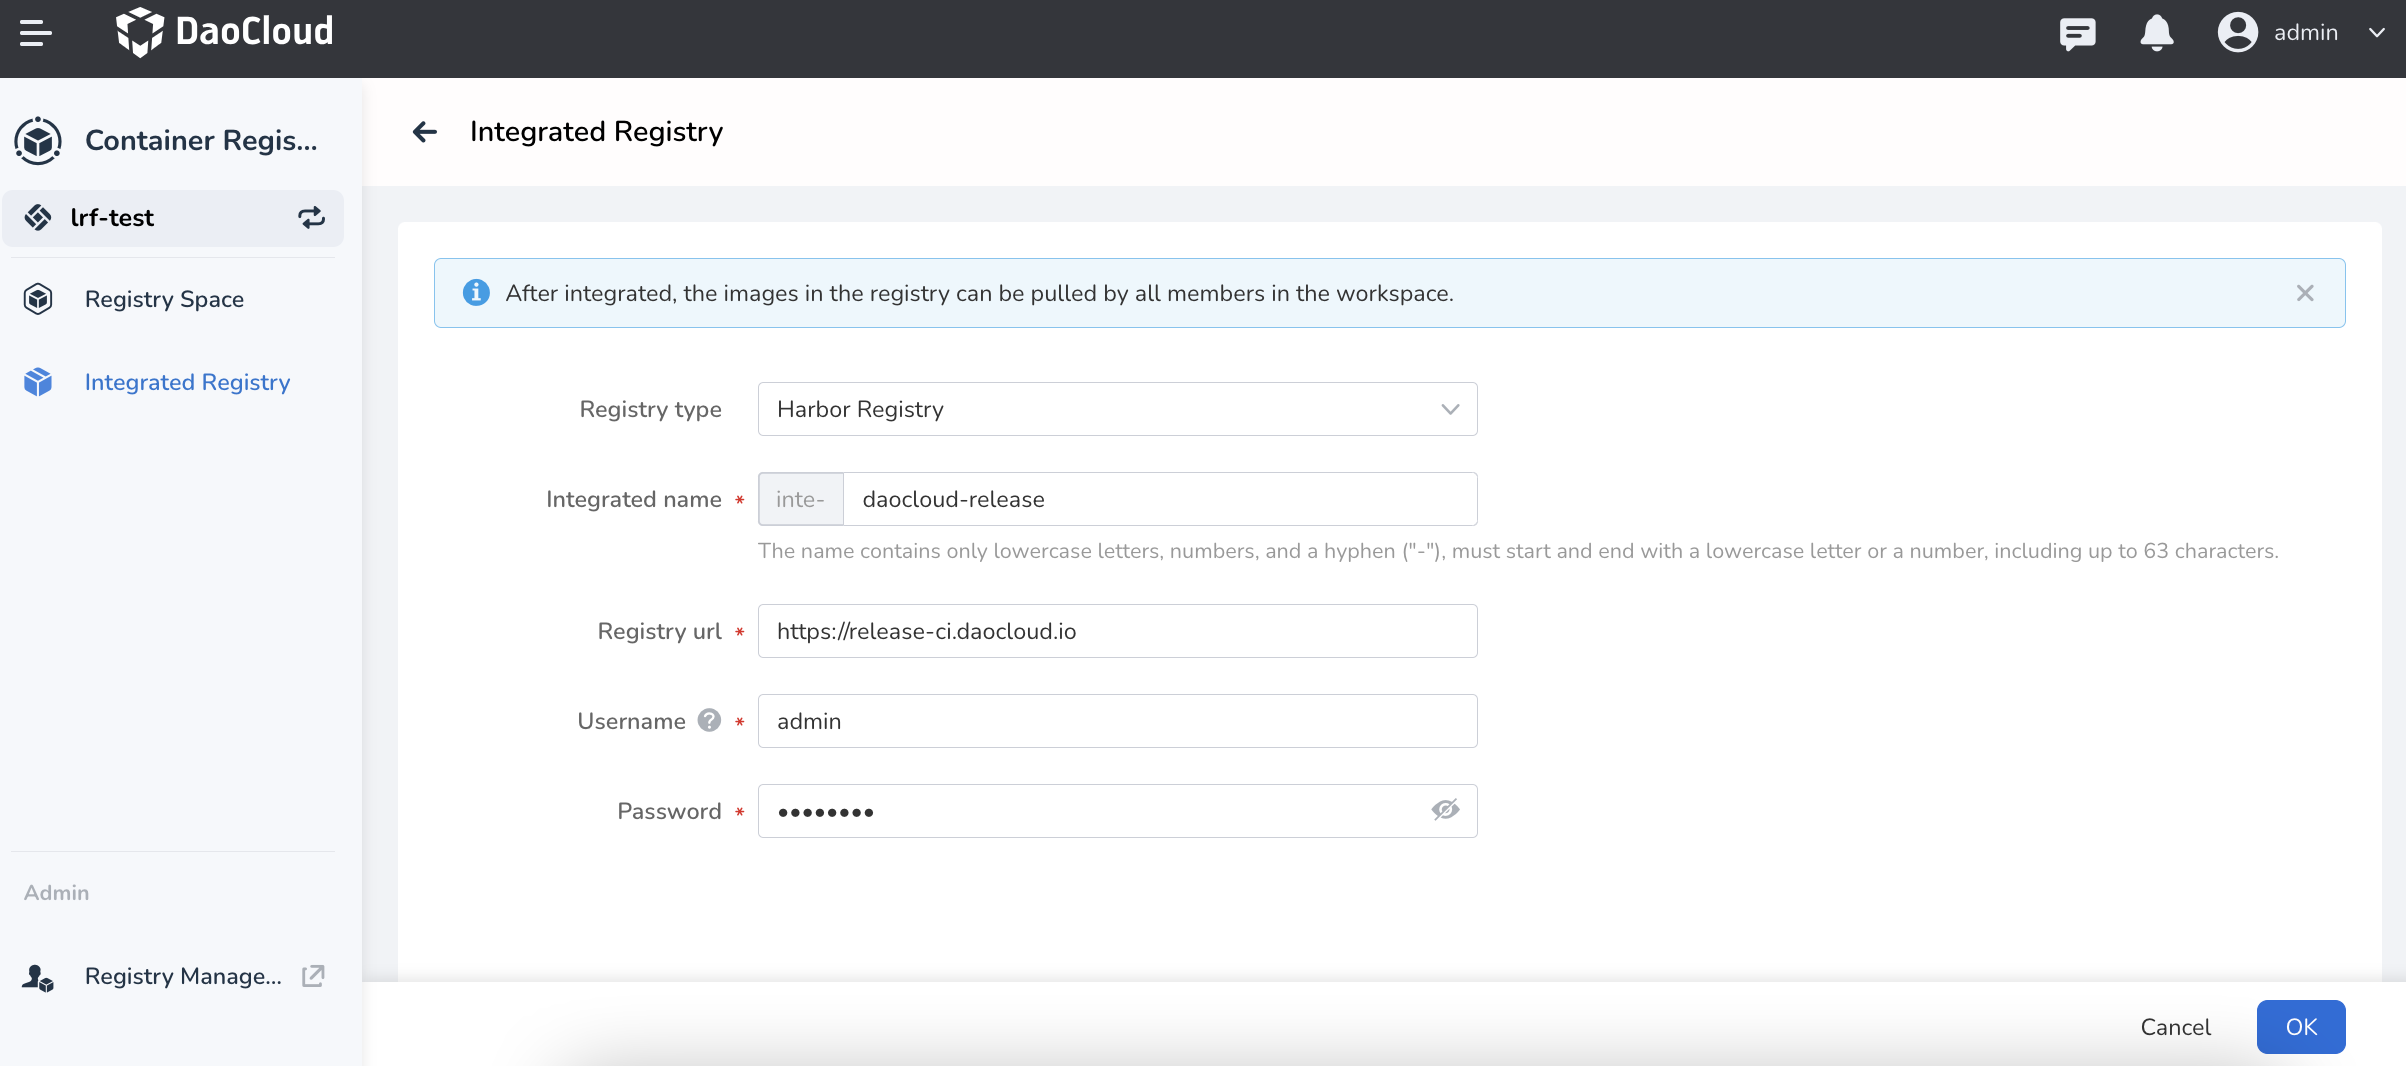 DaoCloud
admin
Container Regis...
Integrated Registry
lrf-test
Registry Space
Integrated Registry
After integrated, the images in the registry can be pulled by all members in the workspace.
Registry type
Harbor Registry
Integrated name *
inte-
daocloud-release
The name contains only lowercase letters, numbers, and a hyphen ("-"), must start and end with a lowercase letter or a number, including up to 63 characters.
Registry url *
https://release-ci.daocloud.io
Username ? *
admin
Password *
••••••••
Admin
Registry Manage...
Cancel
OK